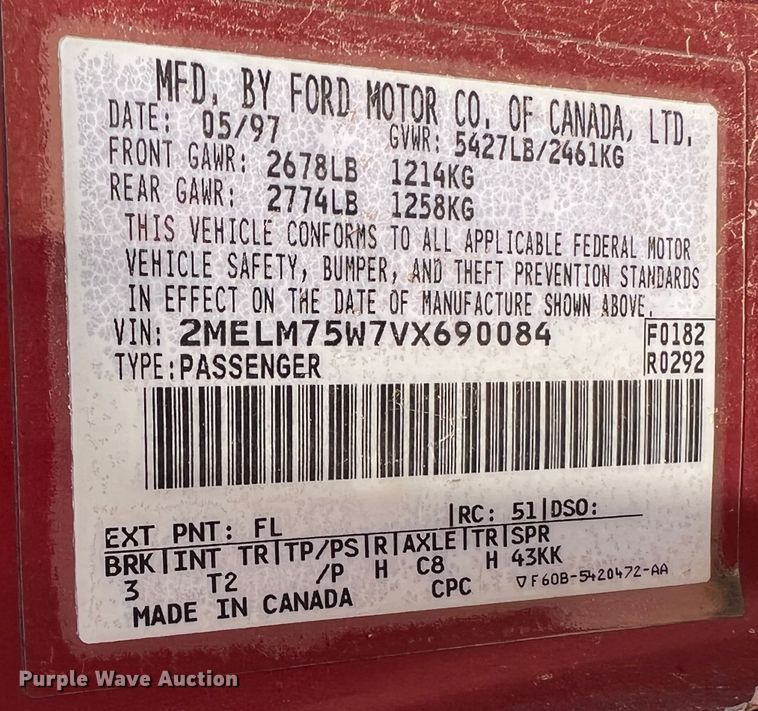 MFD. BY FORD MOTOR CO. OF CANADA, LTD.
DATE: 05/97 GVWR: 5427LB/2461KG
FRONT GAWR: 2678LB 1214KG
REAR GAWR: 2774LB 1258KG
THIS VEHICLE CONFORMS TO ALL APPLICABLE FEDERAL MOTOR
VEHICLE SAFETY, BUMPER, AND THEFT PREVENTION STANDARDS
IN EFFECT ON THE DATE OF MANUFACTURE SHOWN ABOVE.
VIN: 2MELM75W7VX690084 F0182
TYPE:PASSENGER R0292
EXT PNT: FL |RC: 51|DSO:
BRK|INT TR|TP/PS|R|AXLE|TR|SPR
3 T2 /P H C8 H 43KK
MADE IN CANADA CPC ▽F60B-5420472-AA
Purple Wave Auction